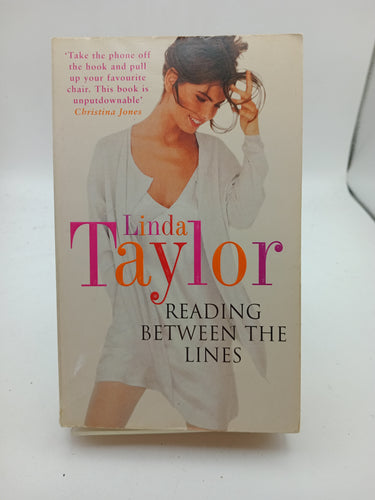 ‘Take the phone off
the hook and pull
up your favourite
chair. This book is
unputdownable’
Christina Jones
Linda
Taylor
READING
BETWEEN THE
LINES